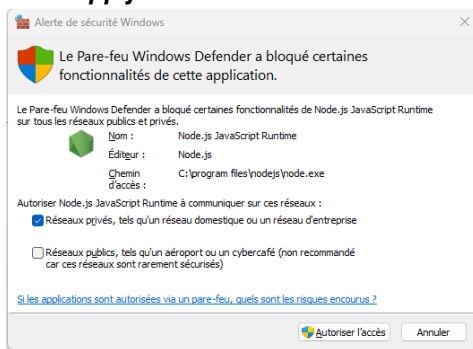 Alerte de sécurité Windows
Le Pare-feu Windows Defender a bloqué certaines
fonctionnalités de cette application.
Le Pare-feu Windows Defender a bloqué certaines fonctionnalités de Node.js JavaScript Runtime
sur tous les réseaux publics et privés.
Nom : Node.js JavaScript Runtime
Éditeur : Node.js
Chemin C:\program files\nodejs\node.exe
d'accès :
Autoriser Node.js JavaScript Runtime à communiquer sur ces réseaux :
Réseaux privés, tels qu'un réseau domestique ou un réseau d'entreprise
Réseaux publics, tels qu'un aéroport ou un cybercafé (non recommandé
car ces réseaux sont rarement sécurisés)
Si les applications sont autorisées via un pare-feu, quels sont les risques encourus ?
Autoriser l'accès Annuler